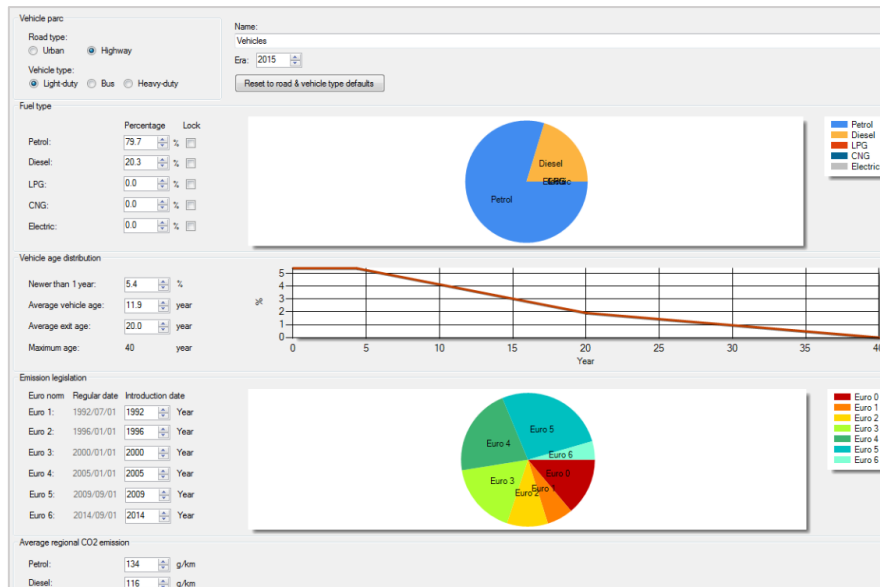 Vehicle parc
Road type:
Urban Highway
Vehicle type:
Light-duty Bus Heavy-duty
Name:
Vehicles
Era: 2015
Reset to road & vehicle type defaults
Fuel type
Percentage Lock
Petrol: 79.7 %
Diesel: 20.3 %
LPG: 0.0 %
CNG: 0.0 %
Electric: 0.0 %
Diesel
Petrol
Petrol
Diesel
LPG
CNG
Electric
Vehicle age distribution
Newer than 1 year: 5.4 %
Average vehicle age: 11.9 year
Average exit age: 20.0 year
Maximum age: 40 year
%
5
4
3
2
1
0
0 5 10 15 20 25 30 35 40
Year
Emission legislation
Euro norm Regular date Introduction date
Euro 1: 1992/07/01 1992 Year
Euro 2: 1996/01/01 1996 Year
Euro 3: 2000/01/01 2000 Year
Euro 4: 2005/01/01 2005 Year
Euro 5: 2009/09/01 2009 Year
Euro 6: 2014/09/01 2014 Year
Euro 5
Euro 4
Euro 6
Euro 0
Euro 3
Euro 1
Euro 2
Euro 0
Euro 1
Euro 2
Euro 3
Euro 4
Euro 5
Euro 6
Average regional CO2 emission
Petrol: 134 g/km
Diesel: 116 g/km